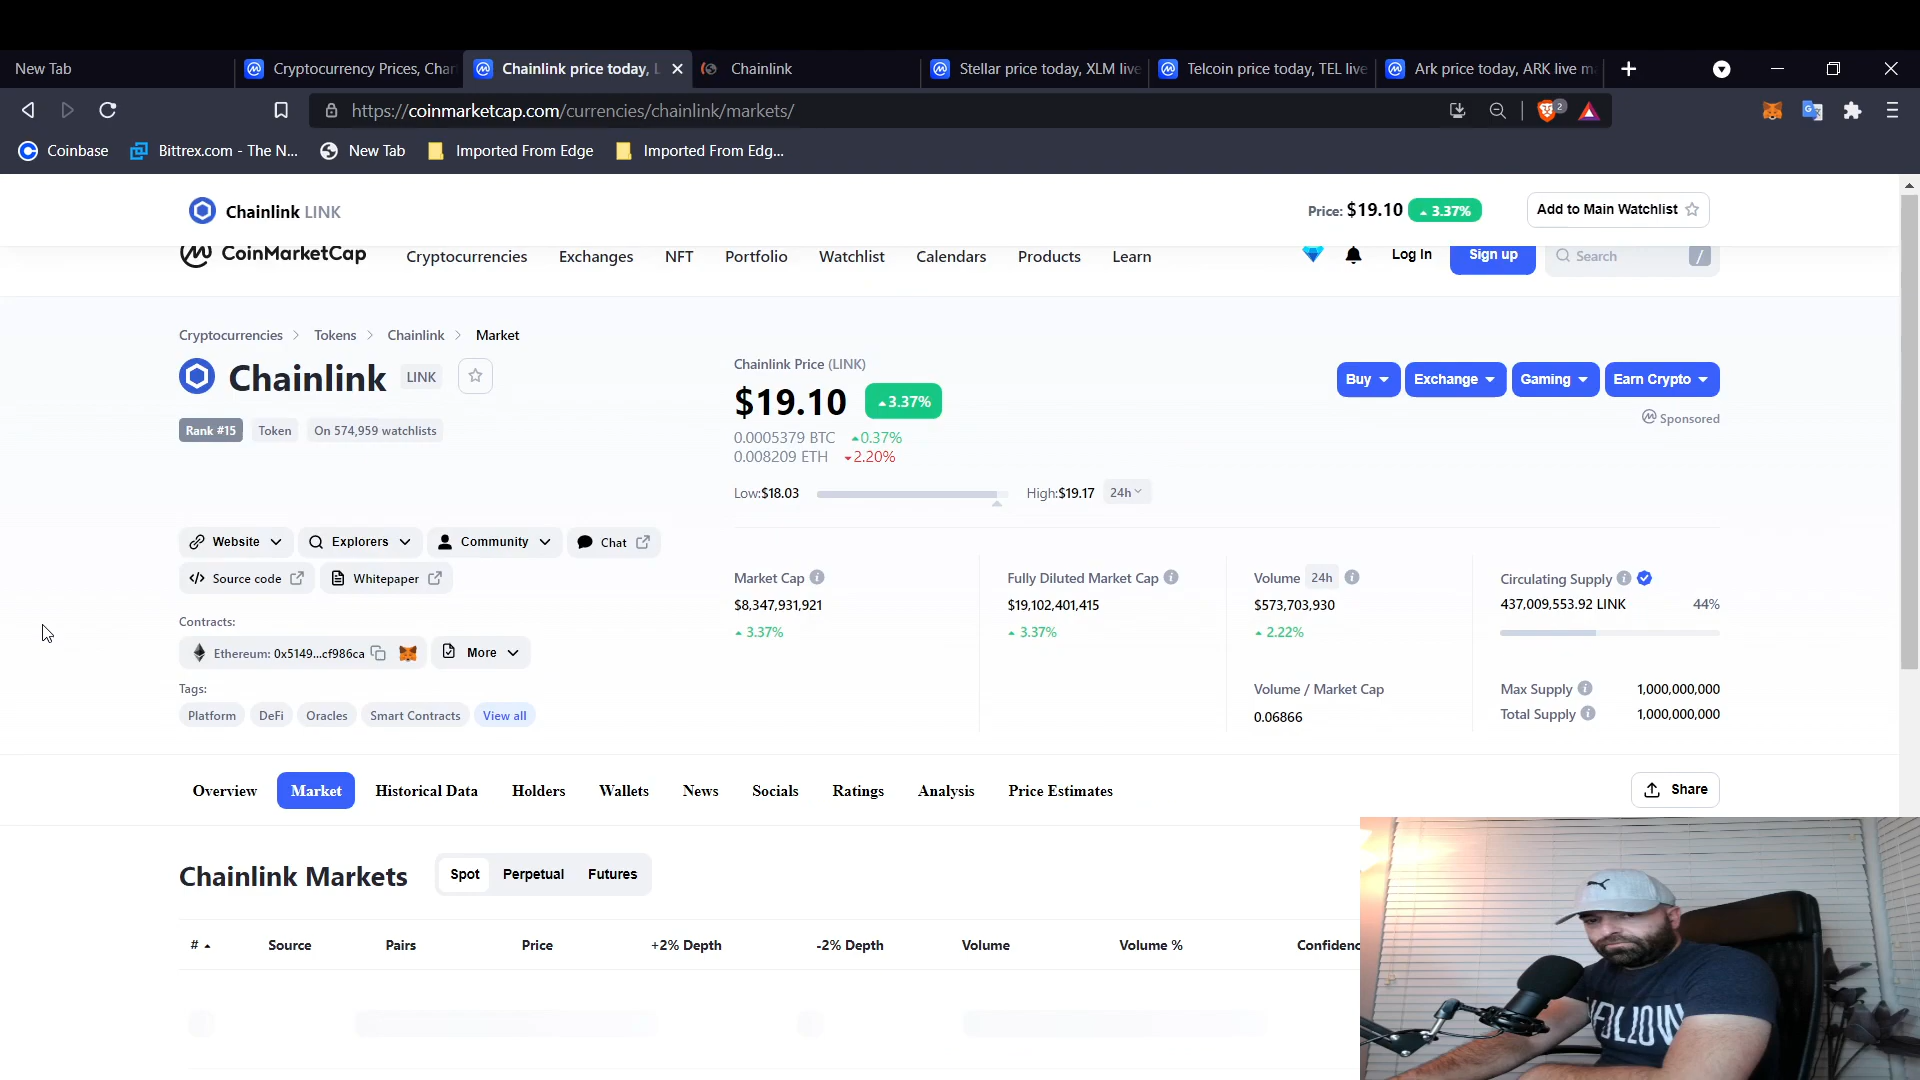 New Tab
Cryptocurrency Prices, Char
Chainlink price today, L
Chainlink
Stellar price today, XLM live
Telcoin price today, TEL live
Ark price today, ARK live m
https://coinmarketcap.com/currencies/chainlink/markets/
2
Coinbase
Bittrex.com - The N...
New Tab
Imported From Edge
Imported From Edg...
Chainlink LINK
Price: $19.10 3.37%
Add to Main Watchlist
CoinMarketCap
Cryptocurrencies
Exchanges
NFT
Portfolio
Watchlist
Calendars
Products
Learn
Log In
Sign up
Search /
Cryptocurrencies > Tokens > Chainlink > Market
Chainlink LINK
Rank #15
Token
On 574,959 watchlists
Chainlink Price (LINK)
$19.10 3.37%
0.0005379 BTC 0.37%
0.008209 ETH 2.20%
Low:$18.03
High:$19.17
24h
Buy
Exchange
Gaming
Earn Crypto
Sponsored
Website
Explorers
Community
Chat
Source code
Whitepaper
Contracts:
Ethereum: 0x5149...cf986ca
More
Tags:
Platform
DeFi
Oracles
Smart Contracts
View all
Market Cap
$8,347,931,921
3.37%
Fully Diluted Market Cap
$19,102,401,415
3.37%
Volume 24h
$573,703,930
2.22%
Volume / Market Cap
0.06866
Circulating Supply
437,009,553.92 LINK 44%
Max Supply 1,000,000,000
Total Supply 1,000,000,000
Overview
Market
Historical Data
Holders
Wallets
News
Socials
Ratings
Analysis
Price Estimates
Share
Chainlink Markets
Spot
Perpetual
Futures
#
Source
Pairs
Price
+2% Depth
-2% Depth
Volume
Volume %
Confidenc